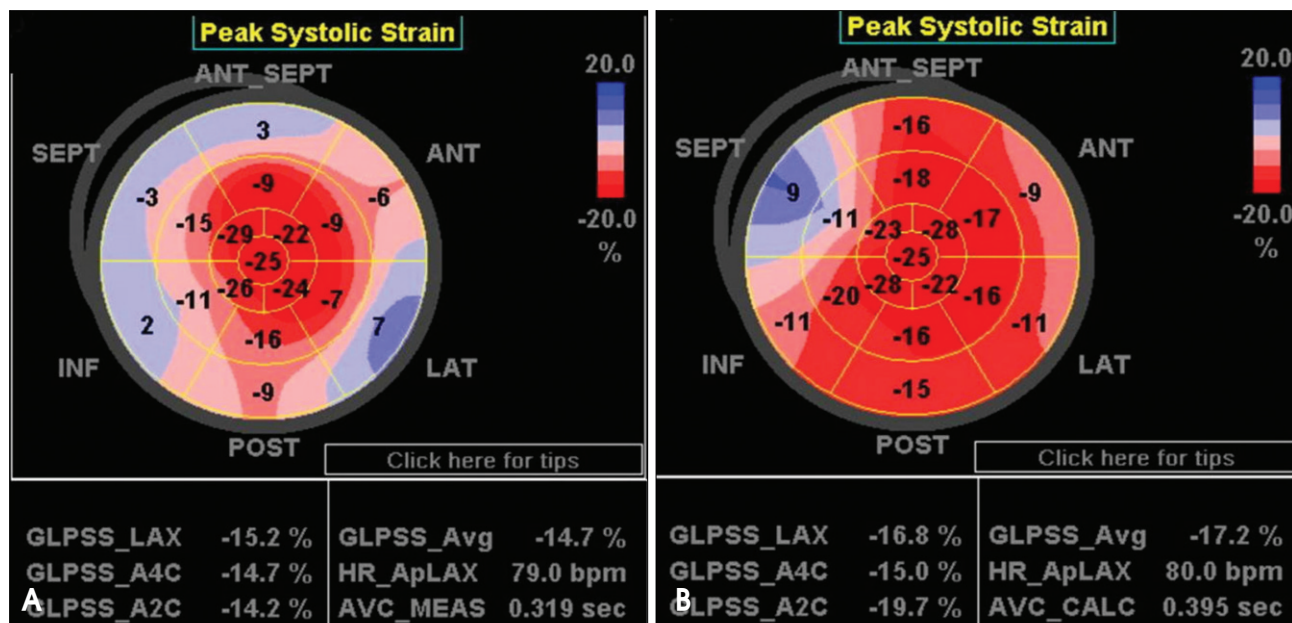 Peak Systolic Strain
20.0
-20.0
%
ANT_SEPT
SEPT
ANT
3
-3
-6
-9
-15
-9
-29
-22
-25
-26
-24
-11
-7
2
7
-16
-9
INF
LAT
POST
Click here for tips
GLPSS_LAX -15.2 %
GLPSS_A4C -14.7 %
GLPSS_A2C -14.2 %
GLPSS_Avg -14.7 %
HR_ApLAX 79.0 bpm
AVC_MEAS 0.319 sec
A
Peak Systolic Strain
20.0
-20.0
%
ANT_SEPT
SEPT
ANT
-16
9
-9
-18
-11
-17
-23
-28
-25
-28
-22
-20
-16
-11
-11
-16
-15
INF
LAT
POST
Click here for tips
GLPSS_LAX -16.8 %
GLPSS_A4C -15.0 %
GLPSS_A2C -19.7 %
GLPSS_Avg -17.2 %
HR_ApLAX 80.0 bpm
AVC_CALC 0.395 sec
B